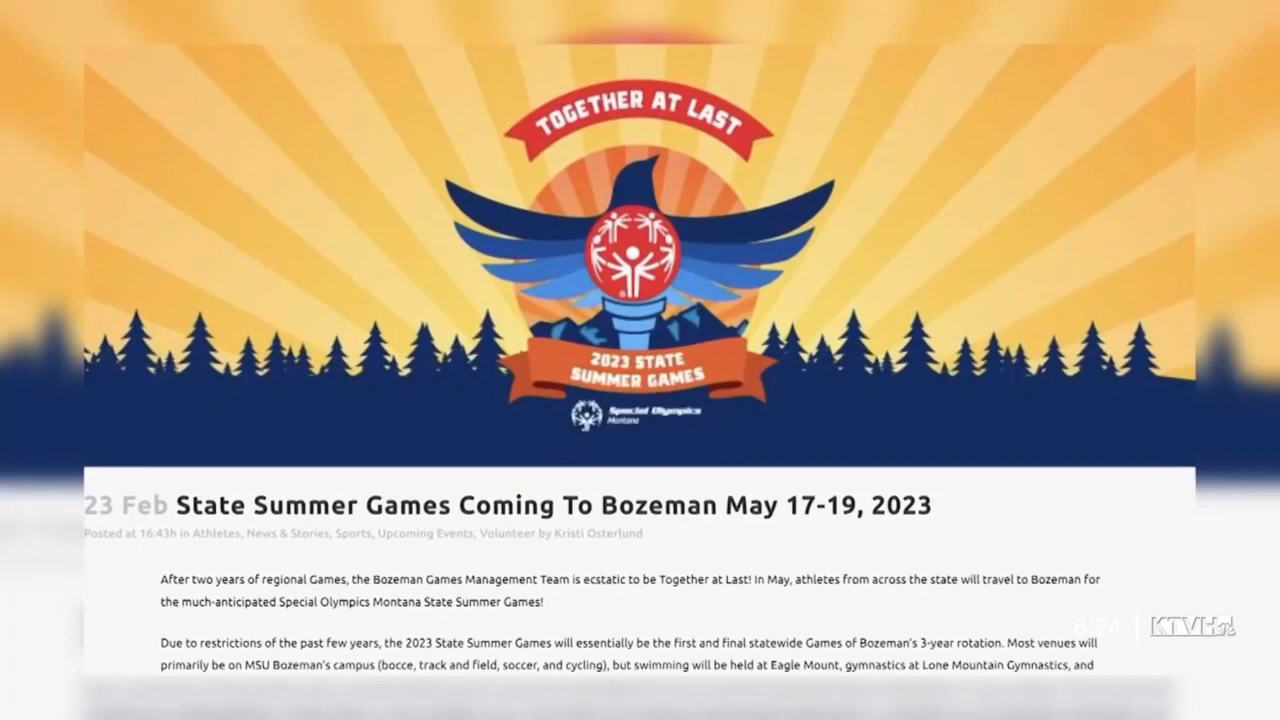 TOGETHER AT LAST
2023 STATE
SUMMER GAMES
Special Olympics
Montana
23 Feb State Summer Games Coming To Bozeman May 17-19, 2023
Posted at 16:43h in Athletes, News & Stories, Sports, Upcoming Events, Volunteer by Kristi Osterlund
After two years of regional Games, the Bozeman Games Management Team is ecstatic to be Together at Last! In May, athletes from across the state will travel to Bozeman for
the much-anticipated Special Olympics Montana State Summer Games!
6:24
KTVH
Due to restrictions of the past few years, the 2023 State Summer Games will essentially be the first and final statewide Games of Bozeman's 3-year rotation. Most venues will
primarily be on MSU Bozeman's campus (bocce, track and field, soccer, and cycling), but swimming will be held at Eagle Mount, gymnastics at Lone Mountain Gymnastics, and